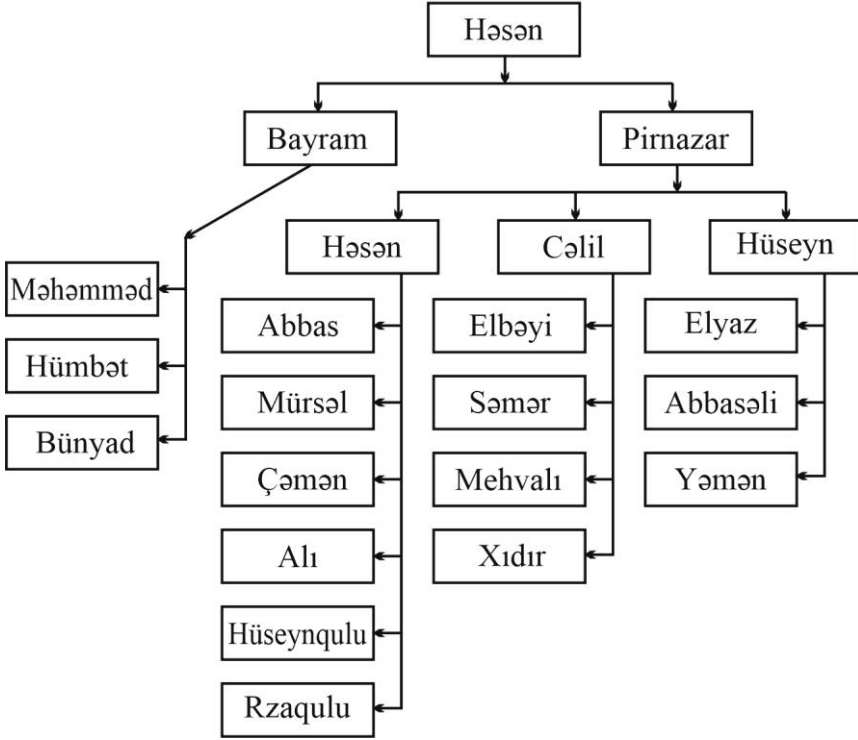 Həsən
Bayram
Pirnazar
Məhəmməd
Hümbət
Bünyad
Həsən
Abbas
Mürsəl
Çəmən
Alı
Hüseynqulu
Rzaqulu
Cəlil
Elbəyi
Səmər
Mehvalı
Xıdır
Hüseyn
Elyaz
Abbasəli
Yəmən